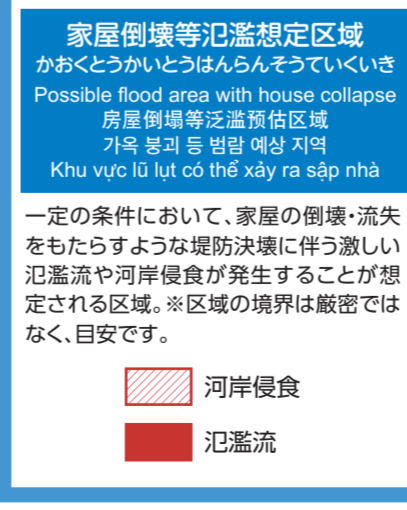 家屋倒壊等氾濫想定区域
かおくとうかいとうはんらんそうていくいき
Possible flood area with house collapse
房屋倒塌等泛滥预估区域
가옥 붕괴 등 범람 예상 지역
Khu vực lũ lụt có thể xảy ra sập nhà
一定の条件において、家屋の倒壊・流失
をもたらすような堤防決壊に伴う激しい
氾濫流や河岸侵食が発生することが想
定される区域。※区域の境界は厳密では
なく、目安です。
河岸侵食
氾濫流